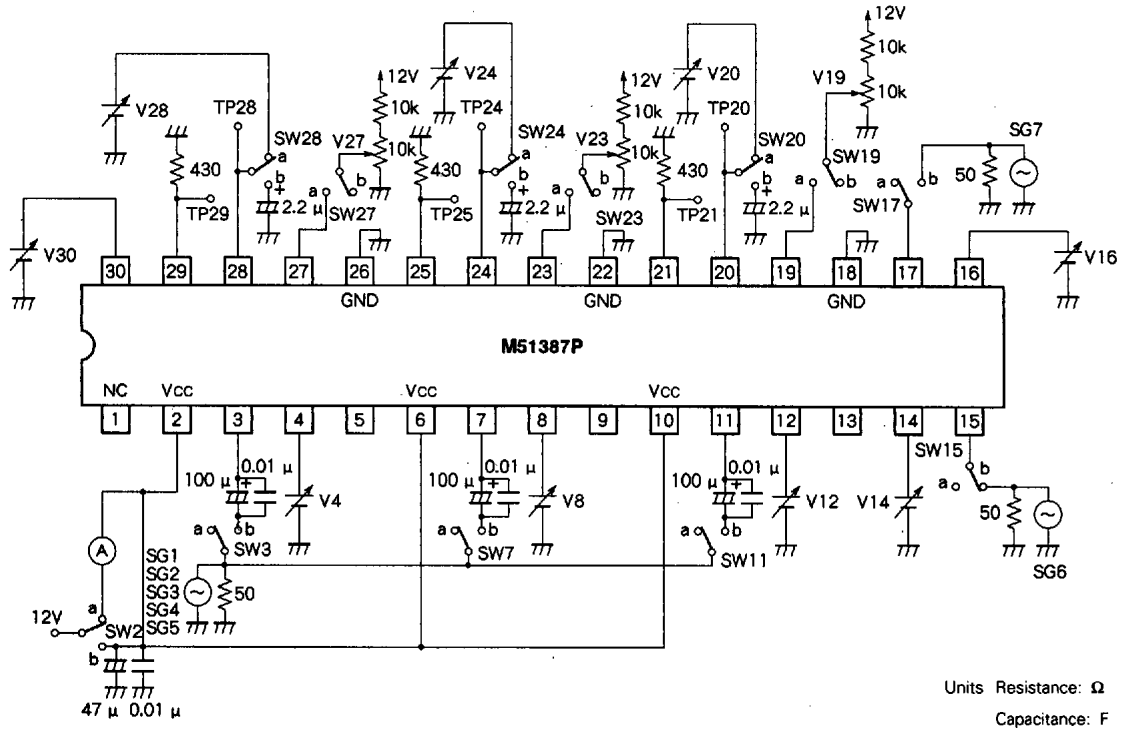 12V
12V
12V
10k
10k
10k
10k
10k
10k
V28
V24
V20
V19
TP28
TP24
TP20
SW28
a
b
+
2.2 μ
V27
a
b
SW27
SW24
a
b
+
2.2 μ
V23
a
b
SW23
SW20
a
b
+
2.2 μ
SW19
a
b
SW17
a
b
SG7
50
430
430
430
TP29
TP25
TP21
V30
V16
30 29 28 27 26 25 24 23 22 21 20 19 18 17 16
GND GND GND
M51387P
NC Vcc Vcc Vcc
1 2 3 4 5 6 7 8 9 10 11 12 13 14 15
100 μ
+
0.01 μ
V4
a
b
SW3
100 μ
+
0.01 μ
V8
a
b
SW7
100 μ
+
0.01 μ
V12
a
b
SW11
V14
SW15
a
b
50
SG6
A
SG1
SG2
SG3
SG4
SG5
50
12V
a
SW2
b
47 μ 0.01 μ
Units Resistance: Ω
Capacitance: F